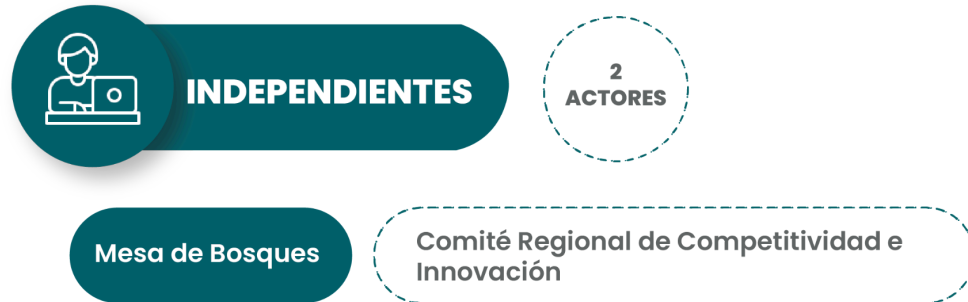 INDEPENDIENTES
2
ACTORES
Mesa de Bosques
Comité Regional de Competitividad e
Innovación